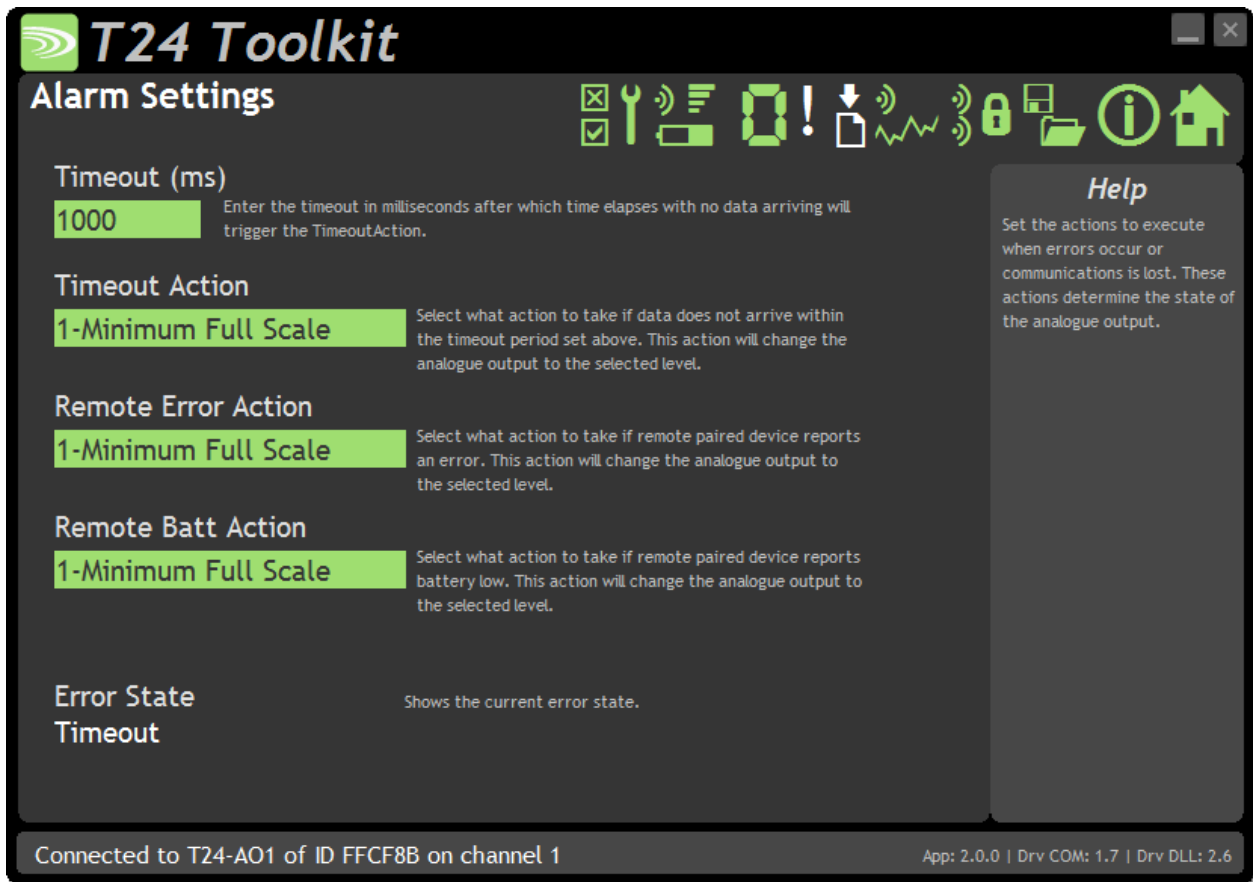 T24 Toolkit
Alarm Settings
Timeout (ms)
1000
Enter the timeout in milliseconds after which time elapses with no data arriving will
trigger the TimeoutAction.
Timeout Action
1-Minimum Full Scale
Select what action to take if data does not arrive within
the timeout period set above. This action will change the
analogue output to the selected level.
Remote Error Action
1-Minimum Full Scale
Select what action to take if remote paired device reports
an error. This action will change the analogue output to
the selected level.
Remote Batt Action
1-Minimum Full Scale
Select what action to take if remote paired device reports
battery low. This action will change the analogue output to
the selected level.
Error State
Shows the current error state.
Timeout
Help
Set the actions to execute
when errors occur or
communications is lost. These
actions determine the state of
the analogue output.
Connected to T24-AO1 of ID FFCF8B on channel 1
App: 2.0.0 | Drv COM: 1.7 | Drv DLL: 2.6